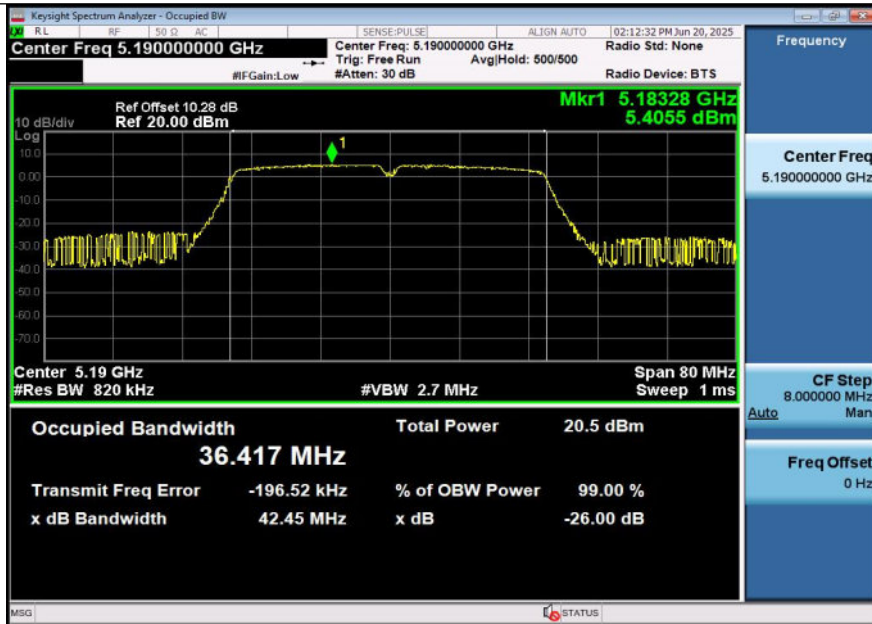 Keysight Spectrum Analyzer - Occupied BW
RL RF 50 Ω AC SENSE:PULSE ALIGN AUTO 02:12:32 PM Jun 20, 2025
Center Freq 5.190000000 GHz
Center Freq: 5.190000000 GHz
Radio Std: None
Trig: Free Run Avg|Hold: 500/500
#IFGain:Low
#Atten: 30 dB
Radio Device: BTS
Frequency
Ref Offset 10.28 dB
Mkr1 5.18328 GHz
10 dB/div Ref 20.00 dBm
5.4055 dBm
Log
10.0
0.00
-10.0
-20.0
-30.0
-40.0
-50.0
-60.0
-70.0
1
Center 5.19 GHz
Span 80 MHz
#Res BW 820 kHz
#VBW 2.7 MHz
Sweep 1 ms
Occupied Bandwidth
Total Power 20.5 dBm
36.417 MHz
Transmit Freq Error -196.52 kHz
% of OBW Power 99.00 %
x dB Bandwidth 42.45 MHz
x dB -26.00 dB
Center Freq
5.190000000 GHz
CF Step
8.000000 MHz
Auto Man
Freq Offset
0 Hz
MSG
STATUS